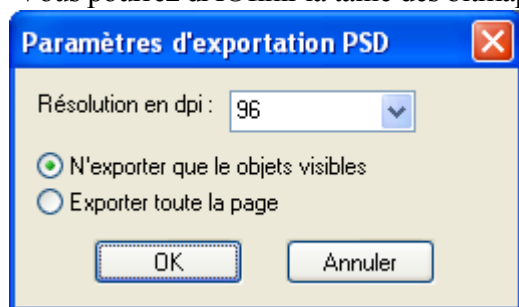 Paramètres d'exportation PSD
Résolution en dpi : 96
N'exporter que le objets visibles
Exporter toute la page
OK Annuler